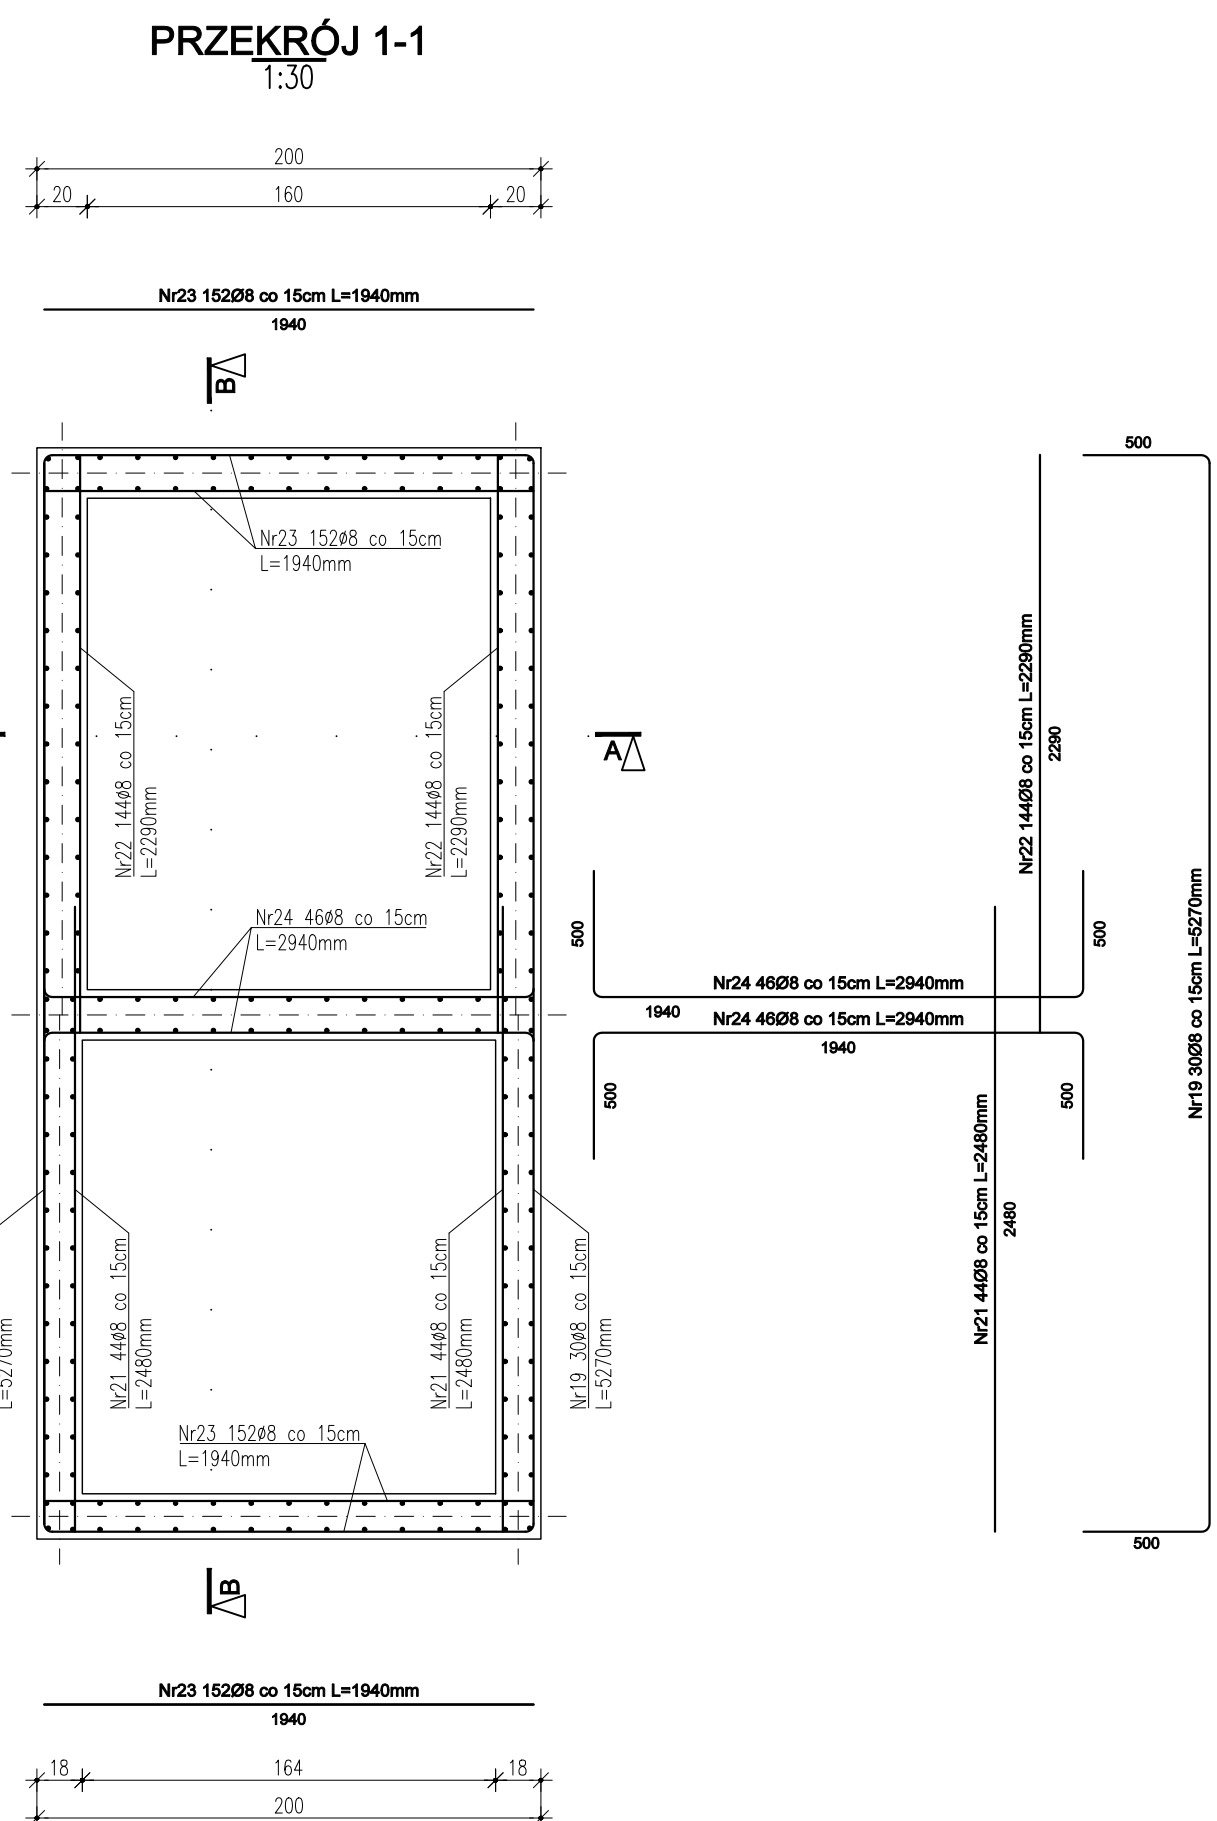 PRZEKRÓJ 1-1
1:30
200
20
160
20
Nr23 152Ø8 co 15cm L=1940mm
1940
B
500
Nr23 152ø8 co 15cm
L=1940mm
Nr22 144ø8 co 15cm
L=2290mm
Nr22 144ø8 co 15cm
L=2290mm
A
Nr22 144Ø8 co 15cm L=2290mm
2290
Nr24 46ø8 co 15cm
L=2940mm
500
500
Nr24 46Ø8 co 15cm L=2940mm
1940
Nr24 46Ø8 co 15cm L=2940mm
1940
500
500
Nr19 30Ø8 co 15cm L=5270mm
Nr21 44Ø8 co 15cm L=2480mm
2480
L=5270mm
Nr21 44ø8 co 15cm
L=2480mm
Nr21 44ø8 co 15cm
L=2480mm
Nr19 30ø8 co 15cm
L=5270mm
Nr23 152ø8 co 15cm
L=1940mm
500
B
Nr23 152Ø8 co 15cm L=1940mm
1940
18
164
18
200